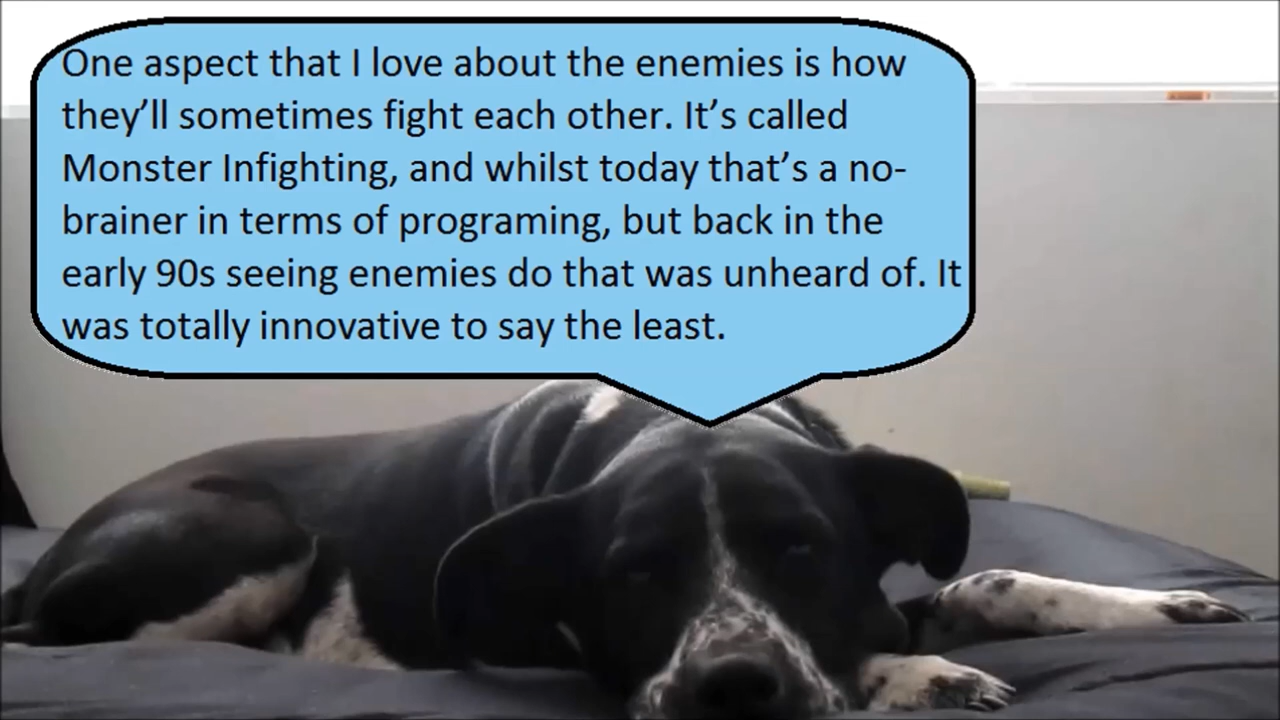 One aspect that I love about the enemies is how
they’ll sometimes fight each other. It’s called
Monster Infighting, and whilst today that’s a no-
brainer in terms of programing, but back in the
early 90s seeing enemies do that was unheard of. It
was totally innovative to say the least.